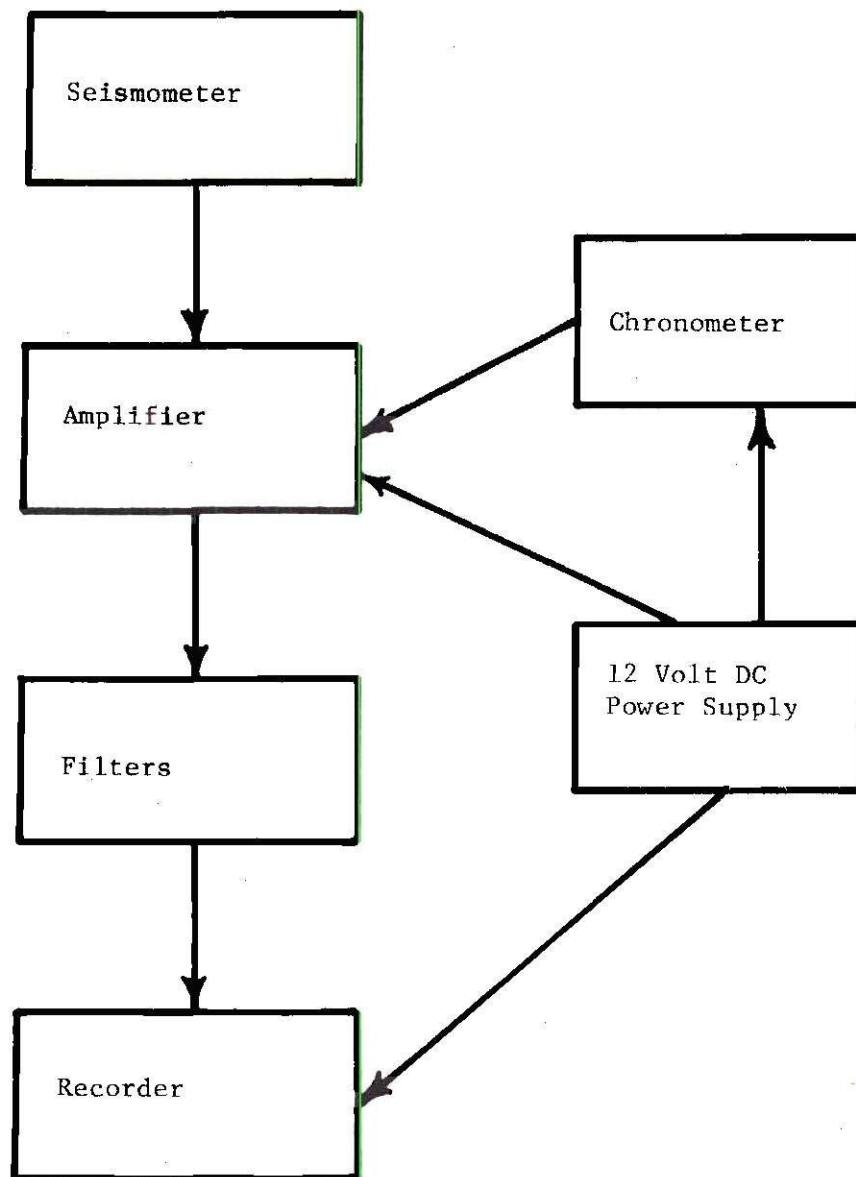 Seismometer
Chronometer
Amplifier
12 Volt DC
Power Supply
Filters
Recorder